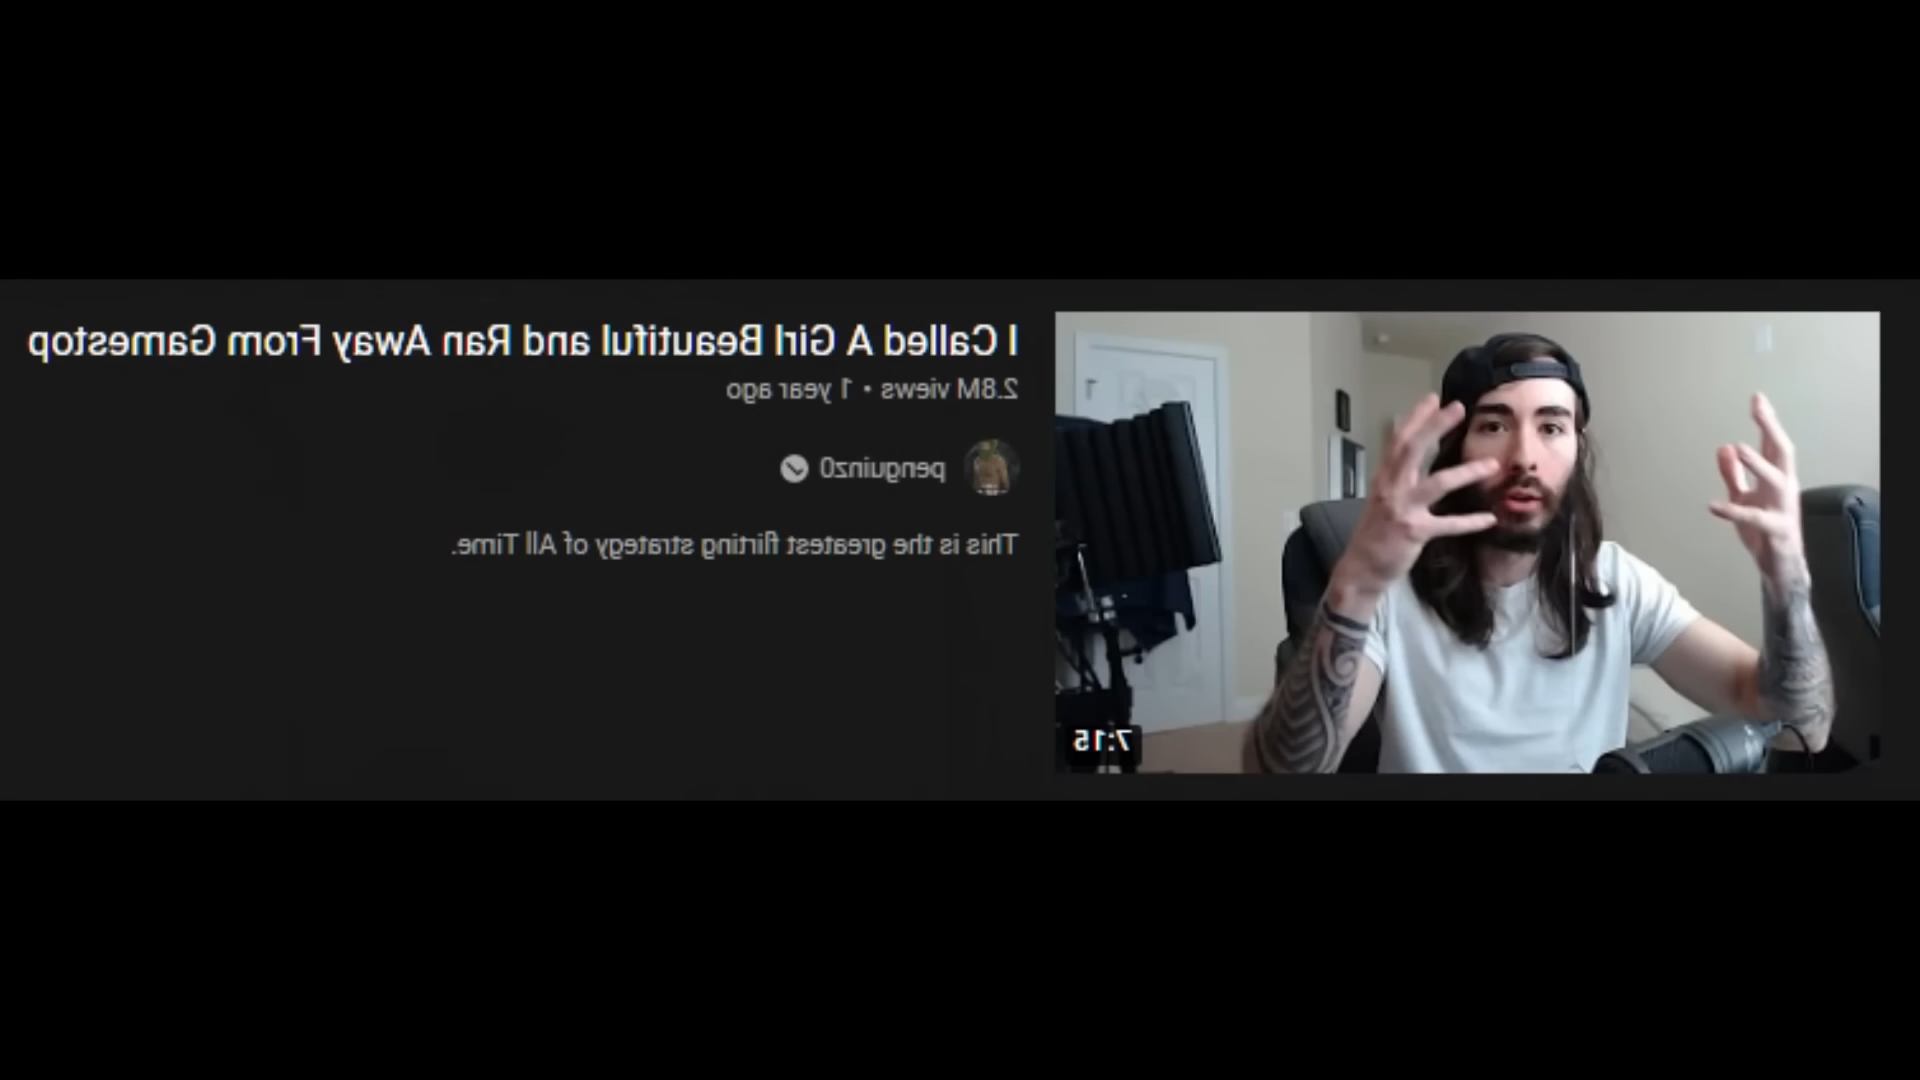 I Called A Girl Beautiful and Ran Away From Gamestop
2.8M views • 1 year ago
penguinz0
This is the greatest flirting strategy of All Time.
7:15